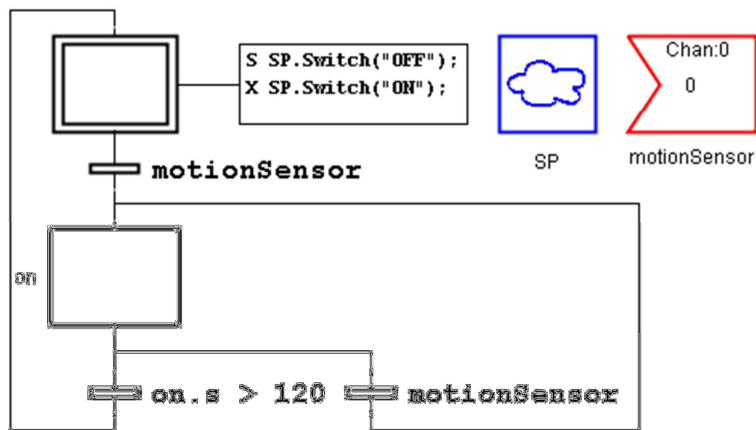 S SP.Switch("OFF");
X SP.Switch("ON");
Chan:0
0
SP
motionSensor
motionSensor
on
on.s > 120
motionSensor